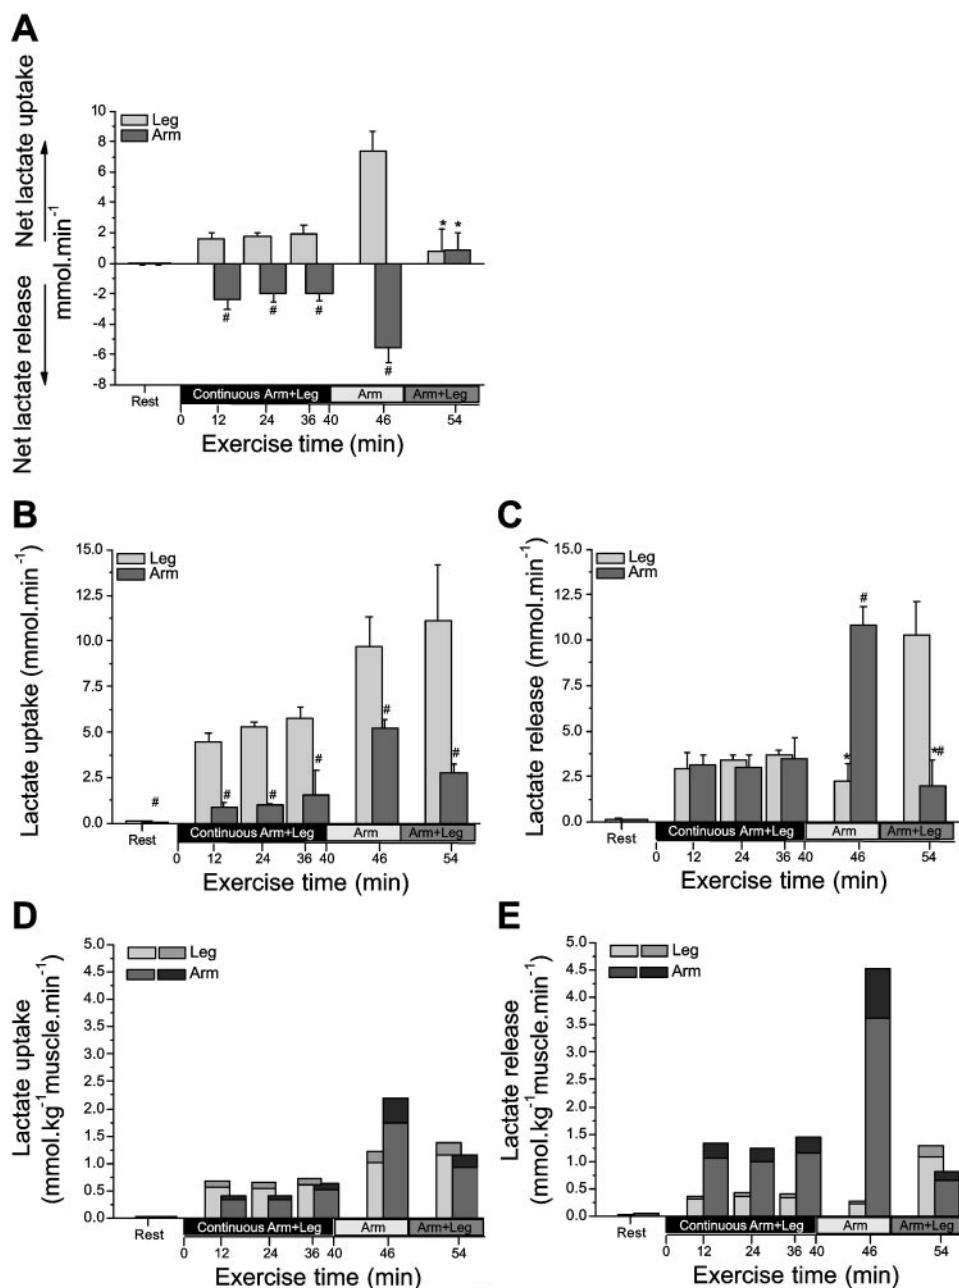 A
Net lactate uptake
Net lactate release
mmol.min⁻¹
10
8
6
4
2
0
-2
-4
-6
-8
Leg
Arm
* *
# # # #
Rest
Continuous Arm+Leg Arm Arm+Leg
0 12 24 36 40 46 54
Exercise time (min)
B
Lactate uptake (mmol.min⁻¹)
15.0
12.5
10.0
7.5
5.0
2.5
0.0
Leg
Arm
# # # # # #
Rest
Continuous Arm+Leg Arm Arm+Leg
0 12 24 36 40 46 54
Exercise time (min)
C
Lactate release (mmol.min⁻¹)
15.0
12.5
10.0
7.5
5.0
2.5
0.0
Leg
Arm
* # *#
Rest
Continuous Arm+Leg Arm Arm+Leg
0 12 24 36 40 46 54
Exercise time (min)
D
Lactate uptake
(mmol.kg⁻¹muscle.min⁻¹)
5.0
4.5
4.0
3.5
3.0
2.5
2.0
1.5
1.0
0.5
0.0
Leg
Arm
Rest
Continuous Arm+Leg Arm Arm+Leg
0 12 24 36 40 46 54
Exercise time (min)
E
Lactate release
(mmol.kg⁻¹muscle.min⁻¹)
5.0
4.5
4.0
3.5
3.0
2.5
2.0
1.5
1.0
0.5
0.0
Leg
Arm
Rest
Continuous Arm+Leg Arm Arm+Leg
0 12 24 36 40 46 54
Exercise time (min)